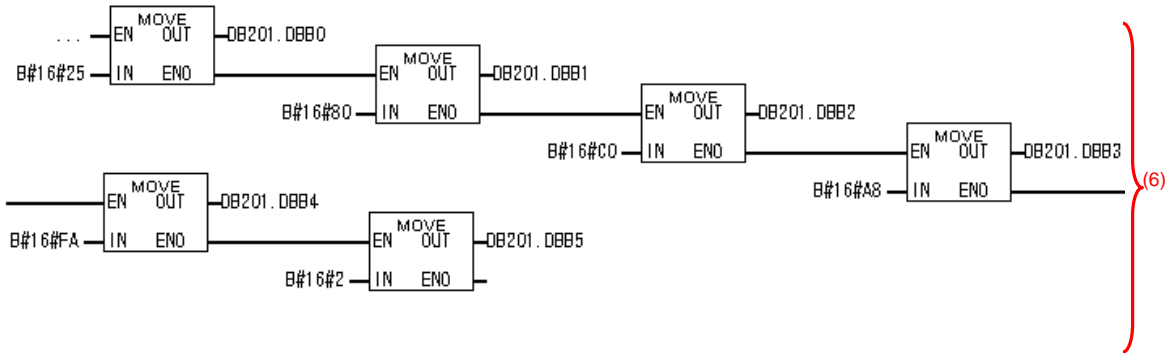 MOVE
... EN OUT DB201.DBB0
B#16#25 IN ENO
MOVE
EN OUT DB201.DBB1
B#16#80 IN ENO
MOVE
EN OUT DB201.DBB2
B#16#C0 IN ENO
MOVE
EN OUT DB201.DBB3
B#16#A8 IN ENO
(6)
MOVE
EN OUT DB201.DBB4
B#16#FA IN ENO
MOVE
EN OUT DB201.DBB5
B#16#2 IN ENO